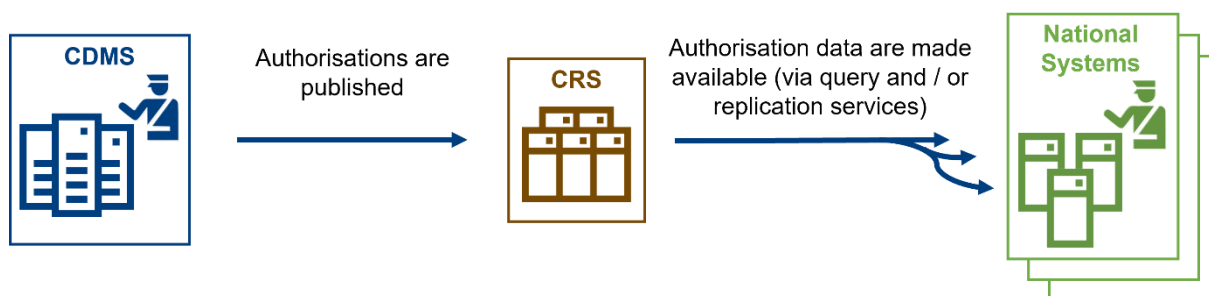 CDMS
Authorisations are
published
CRS
Authorisation data are made
available (via query and / or
replication services)
National
Systems